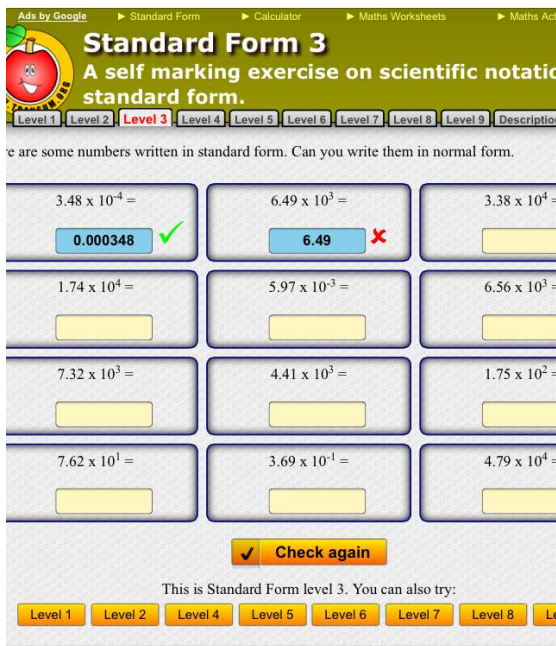 Ads by Google ► Standard Form ► Calculator ► Maths Worksheets ► Maths Act
Standard Form 3
A self marking exercise on scientific notatio
standard form.
Level 1 Level 2 Level 3 Level 4 Level 5 Level 6 Level 7 Level 8 Level 9 Descriptio
re are some numbers written in standard form. Can you write them in normal form.
3.48 x 10⁻⁴ = 6.49 x 10³ = 3.38 x 10⁴ =
0.000348 ✓ 6.49 ✘
1.74 x 10⁴ = 5.97 x 10⁻³ = 6.56 x 10³ =
7.32 x 10³ = 4.41 x 10³ = 1.75 x 10² =
7.62 x 10¹ = 3.69 x 10⁻¹ = 4.79 x 10⁴ =
✓ Check again
This is Standard Form level 3. You can also try:
Level 1 Level 2 Level 4 Level 5 Level 6 Level 7 Level 8 Le